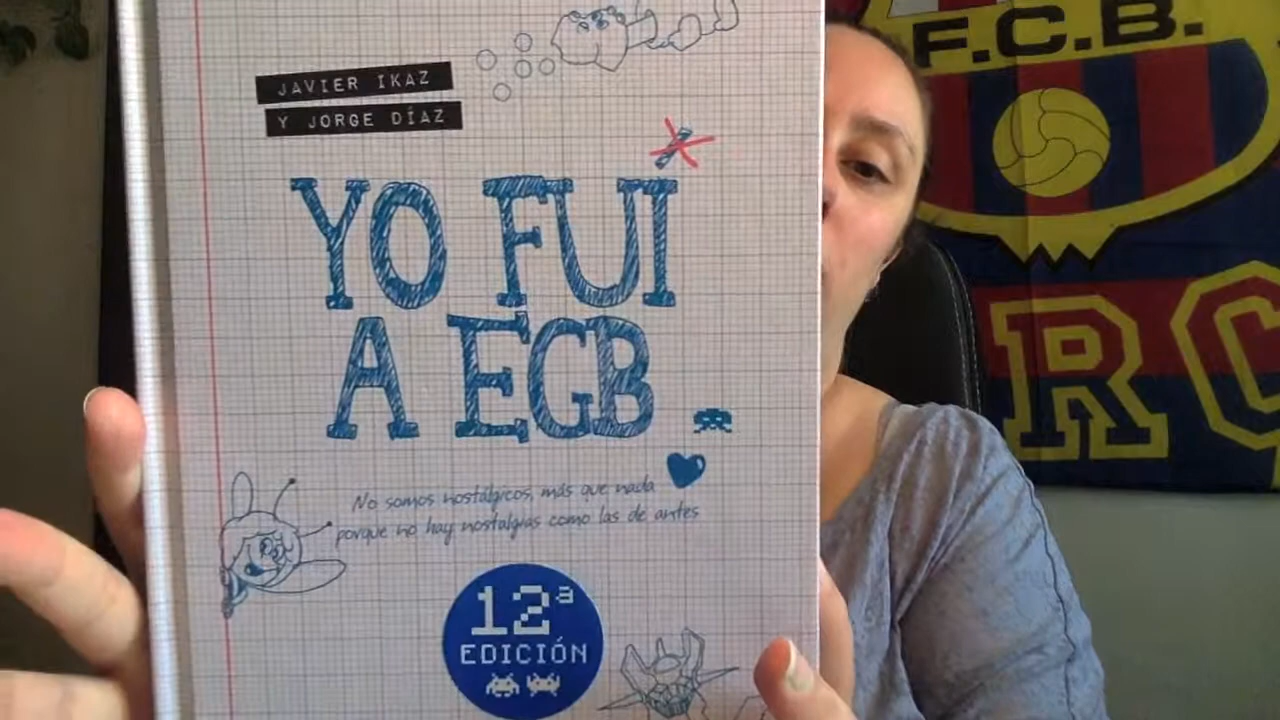 JAVIER IKAZ
Y JORGE DÍAZ
YO FUI
A EGB
No somos nostálgicos, más que nada
porque no hay nostalgias como las de antes
12ª
EDICIÓN
F.C.B.
RC